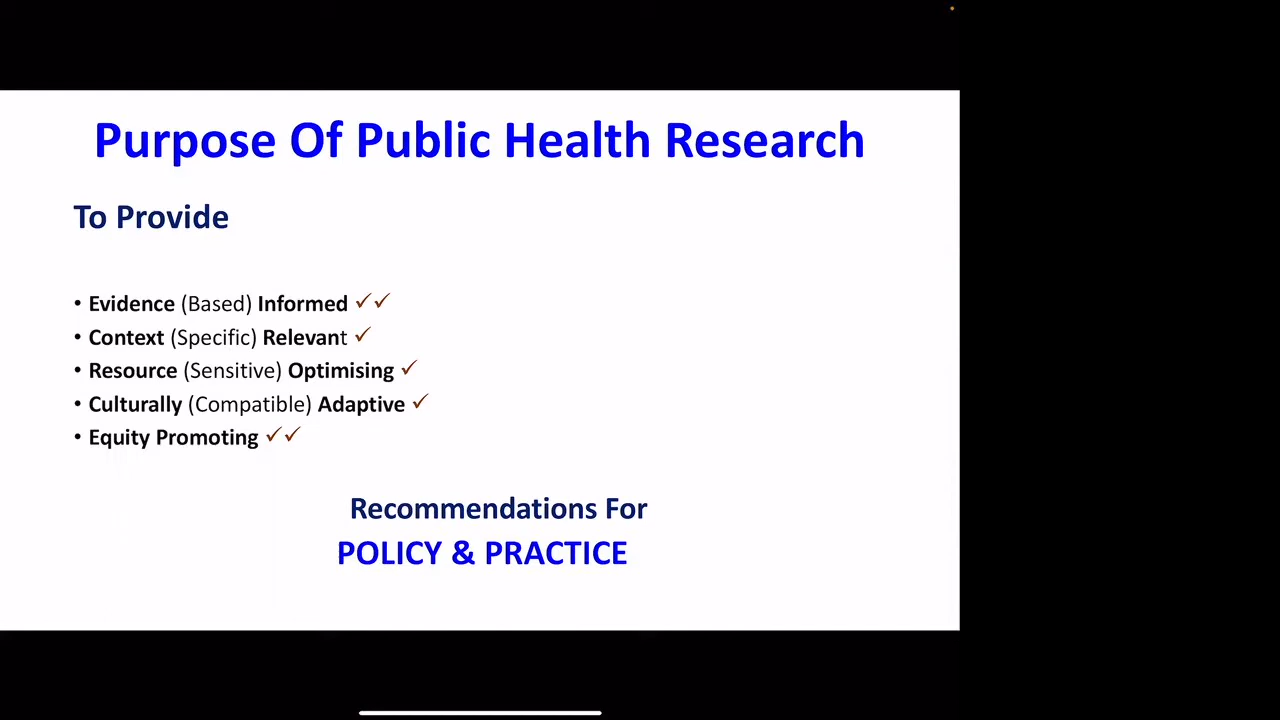 Purpose Of Public Health Research
To Provide
• Evidence (Based) Informed ✓✓
• Context (Specific) Relevant ✓
• Resource (Sensitive) Optimising ✓
• Culturally (Compatible) Adaptive ✓
• Equity Promoting ✓✓
Recommendations For
POLICY & PRACTICE